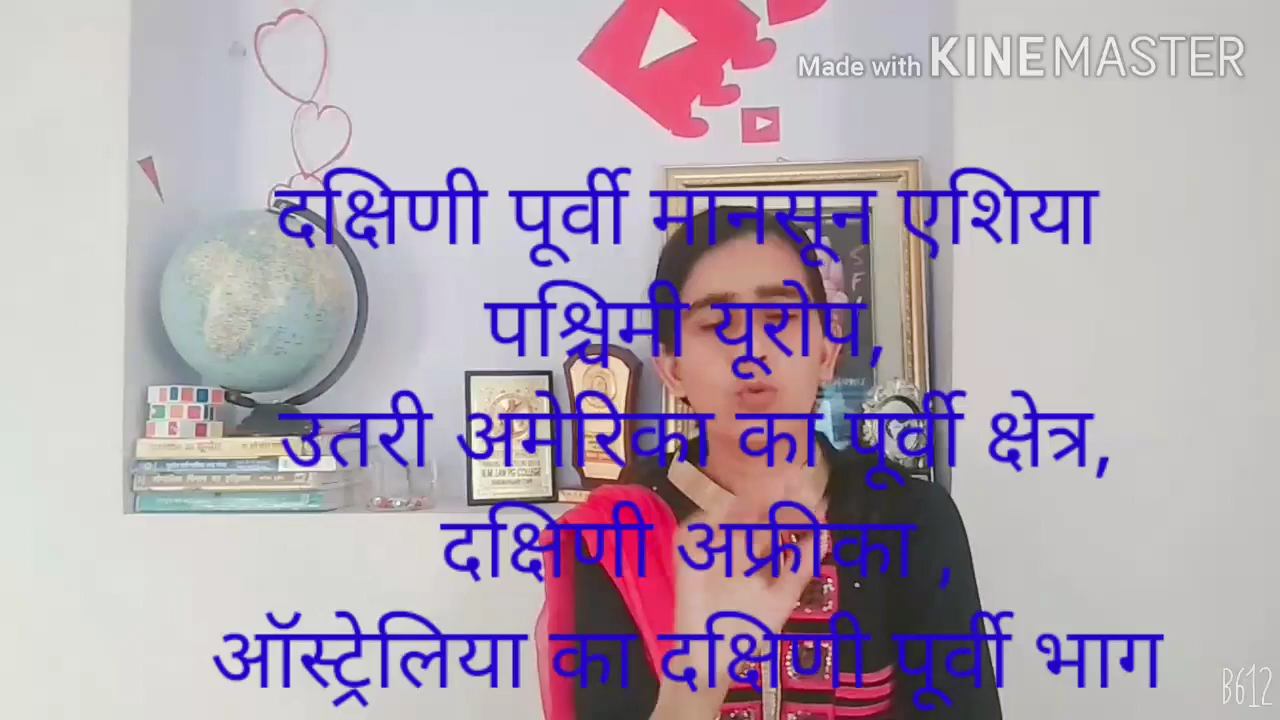 Made with KINEMASTER
दक्षिणी पूर्वी मानसून एशिया
पश्चिमी यूरोप,
उतरी अमेरिका का पूर्वी क्षेत्र,
दक्षिणी अफ्रीका ,
ऑस्ट्रेलिया का दक्षिणी पूर्वी भाग
B612